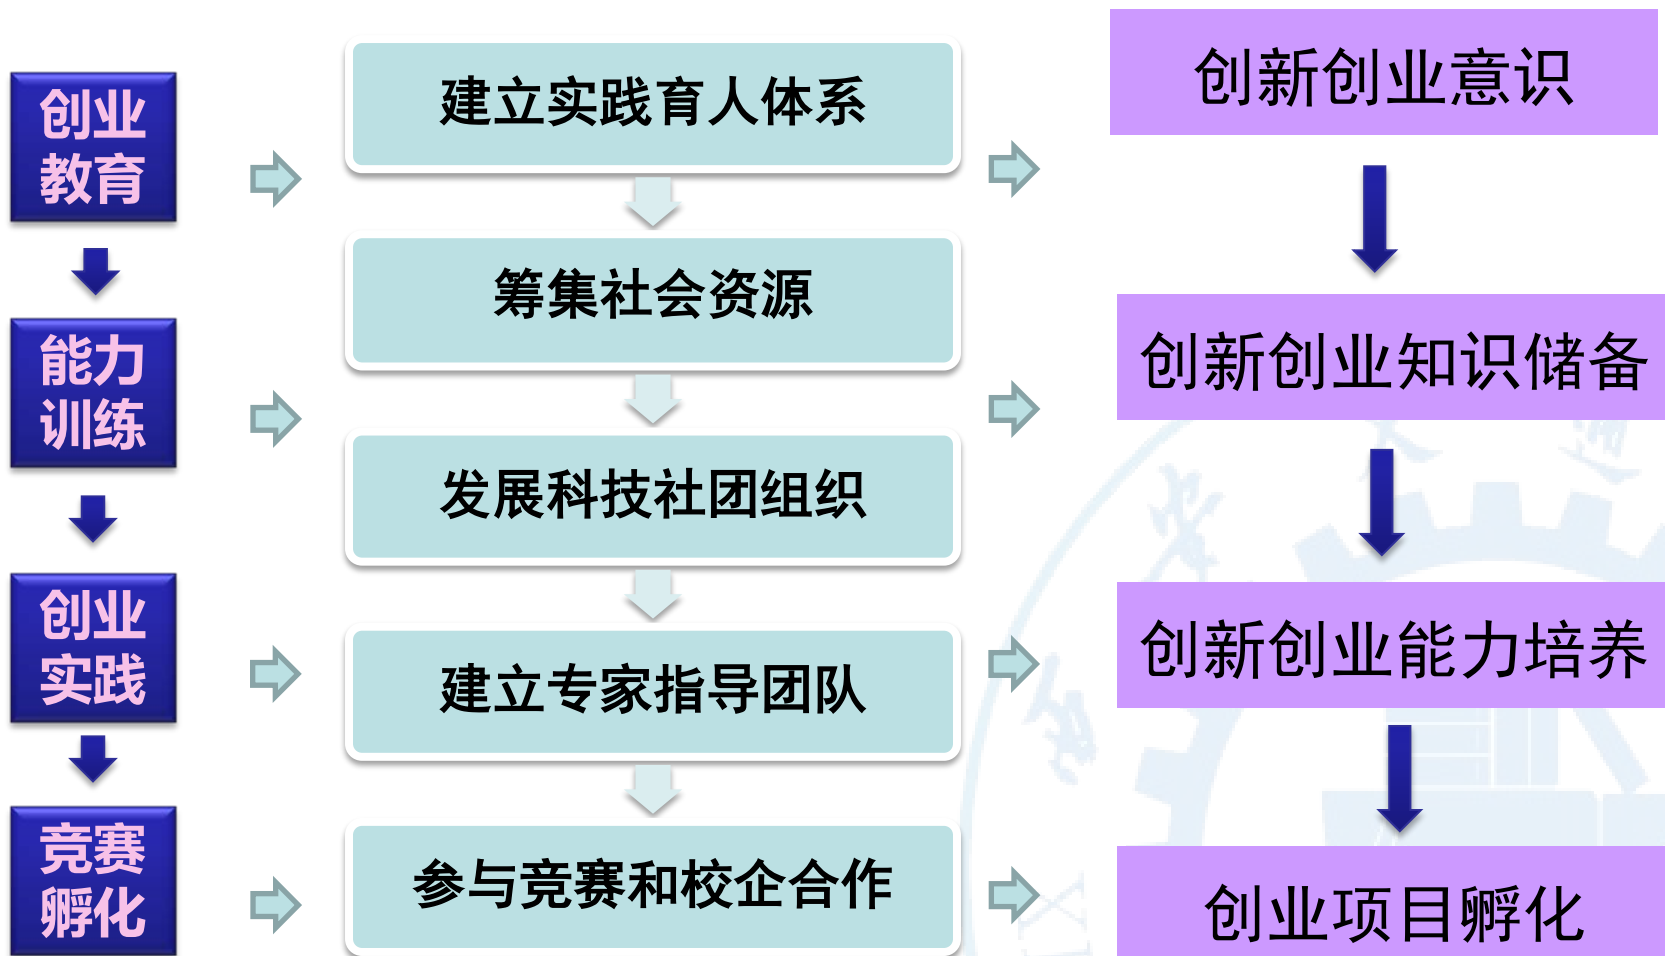 创业
教育
能力
训练
创业
实践
竞赛
孵化
建立实践育人体系
筹集社会资源
发展科技社团组织
建立专家指导团队
参与竞赛和校企合作
创新创业意识
创新创业知识储备
创新创业能力培养
创业项目孵化